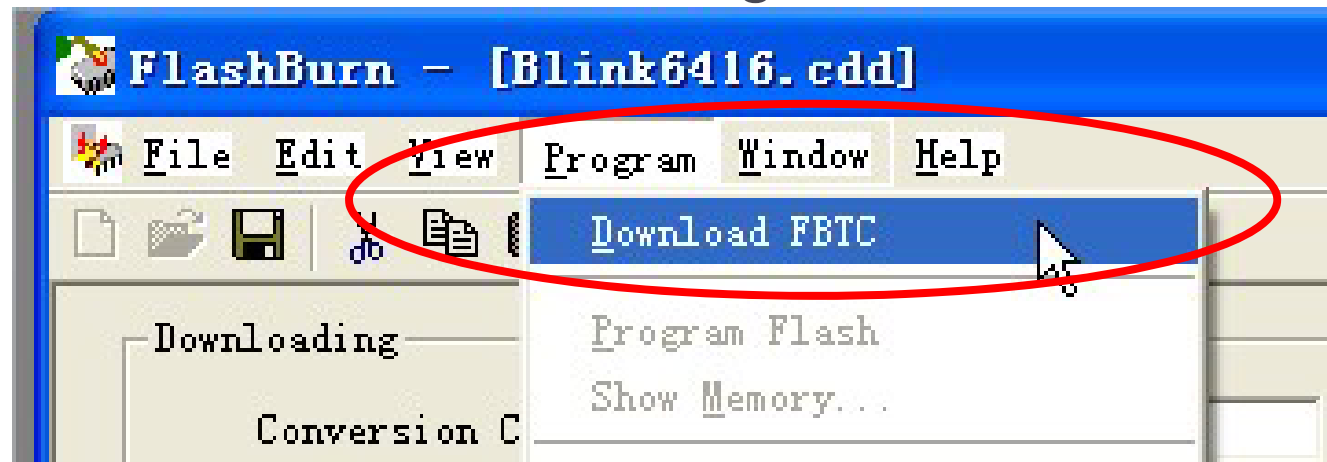 FlashBurn - [Blink6416.cdd]
File Edit View Program Window Help
Download FBTC
Program Flash
Show Memory...
Downloading
Conversion C